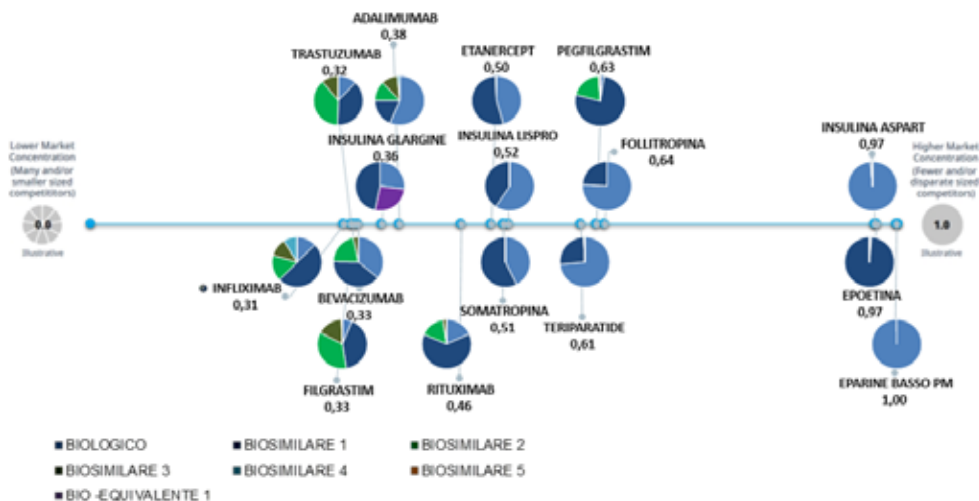 ADALIMUMAB
0,38
TRASTUZUMAB
0,32
ETANERCEPT
0,50
PEGFILGRASTIM
0,63
INSULINA GLARGINE
0,36
INSULINA LISPRO
0,52
FOLLITROPINA
0,64
INSULINA ASPART
0,97
Lower Market
Concentration
(Many and/or
smaller sized
competititors)
0.0
Illustrative
Higher Market
Concentration
(Fewer and/or
disparate sized
competitors)
1.0
Illustrative
INFLIXIMAB
0,31
BEVACIZUMAB
0,33
SOMATROPINA
0,51
TERIPARATIDE
0,61
EPOETINA
0,97
FILGRASTIM
0,33
RITUXIMAB
0,46
EPARINE BASSO PM
1,00
BIOLOGICO
BIOSIMILARE 1
BIOSIMILARE 2
BIOSIMILARE 3
BIOSIMILARE 4
BIOSIMILARE 5
BIO -EQUIVALENTE 1